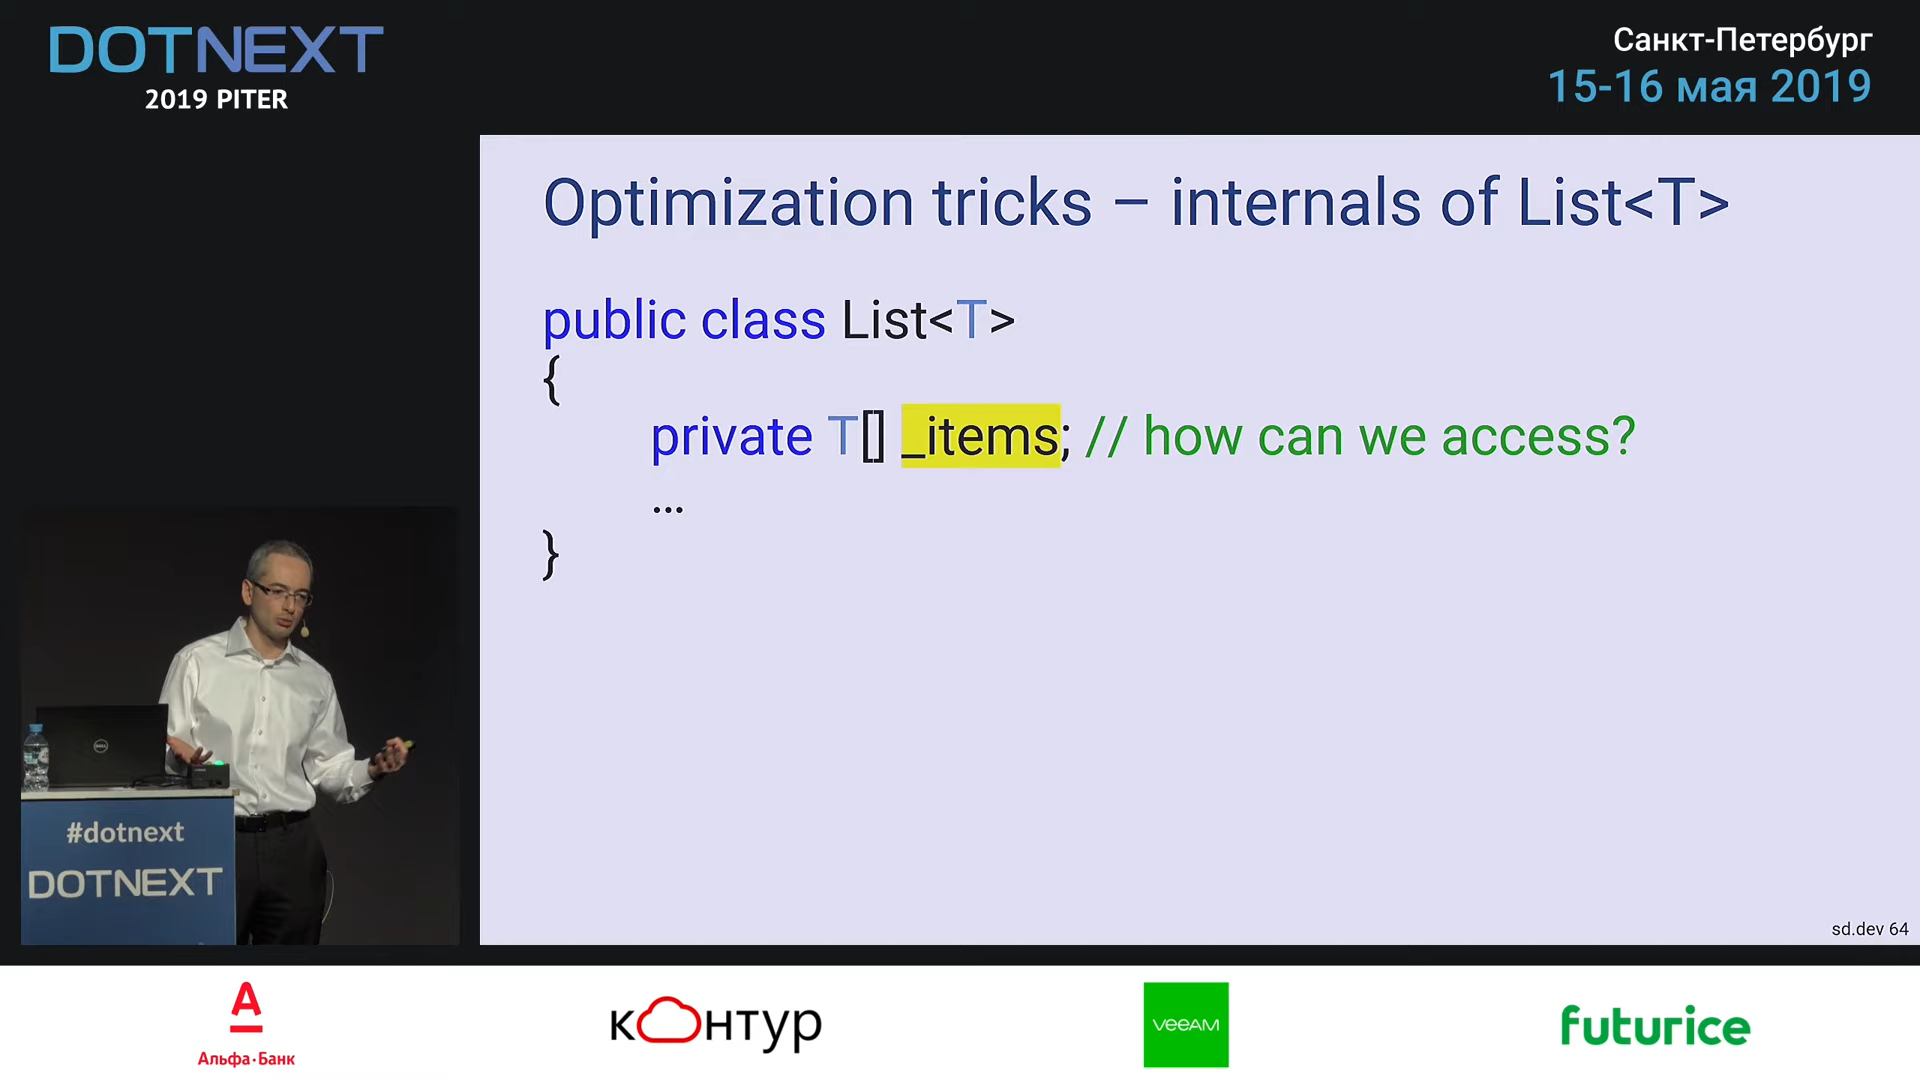 DOTNEXT
2019 PITER
Санкт-Петербург
15-16 мая 2019
Optimization tricks – internals of List<T>
public class List<T>
{
private T[] _items; // how can we access?
...
}
sd.dev 64
DELL
#dotnext
DOTNEXT
А
Альфа·Банк
контур
veeAM
futurice